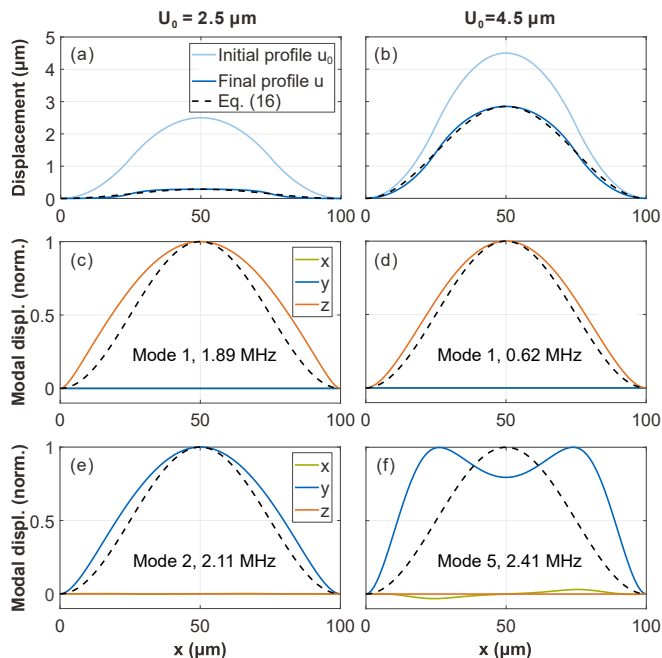 U₀ = 2.5 µm
U₀=4.5 µm
Displacement (µm)
5
4
3
2
1
0
(a)
Initial profile u₀
Final profile u
Eq. (16)
0
50
100
(b)
0
50
100
Modal displ. (norm.)
1
0.5
0
(c)
x
y
z
Mode 1, 1.89 MHz
0
50
100
(d)
x
y
z
Mode 1, 0.62 MHz
0
50
100
Modal displ. (norm.)
1
0.5
0
(e)
x
y
z
Mode 2, 2.11 MHz
0
50
100
x (µm)
(f)
Mode 5, 2.41 MHz
0
50
100
x (µm)